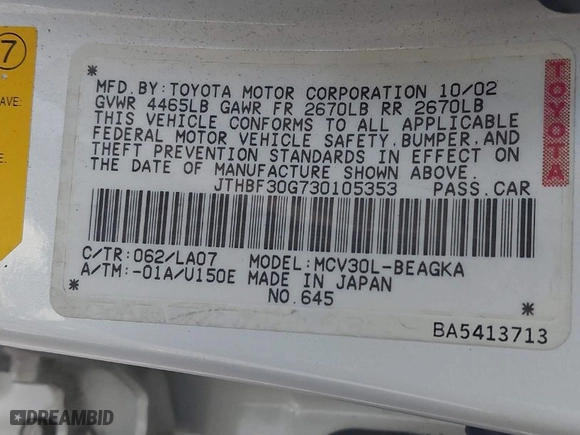 7
AVE:
MFD. BY: TOYOTA MOTOR CORPORATION 10/02
GVWR 4465LB GAWR FR 2670LB RR 2670LB
THIS VEHICLE CONFORMS TO ALL APPLICABLE
FEDERAL MOTOR VEHICLE SAFETY, BUMPER, AND
THEFT PREVENTION STANDARDS IN EFFECT ON
THE DATE OF MANUFACTURE SHOWN ABOVE.
JTHBF30G730105353 PASS. CAR
TOYOTA
C/TR: 062/LA07 MODEL: MCV30L-BEAGKA
A/TM: -01A/U150E MADE IN JAPAN
NO. 645
BA5413713
DREAMBID